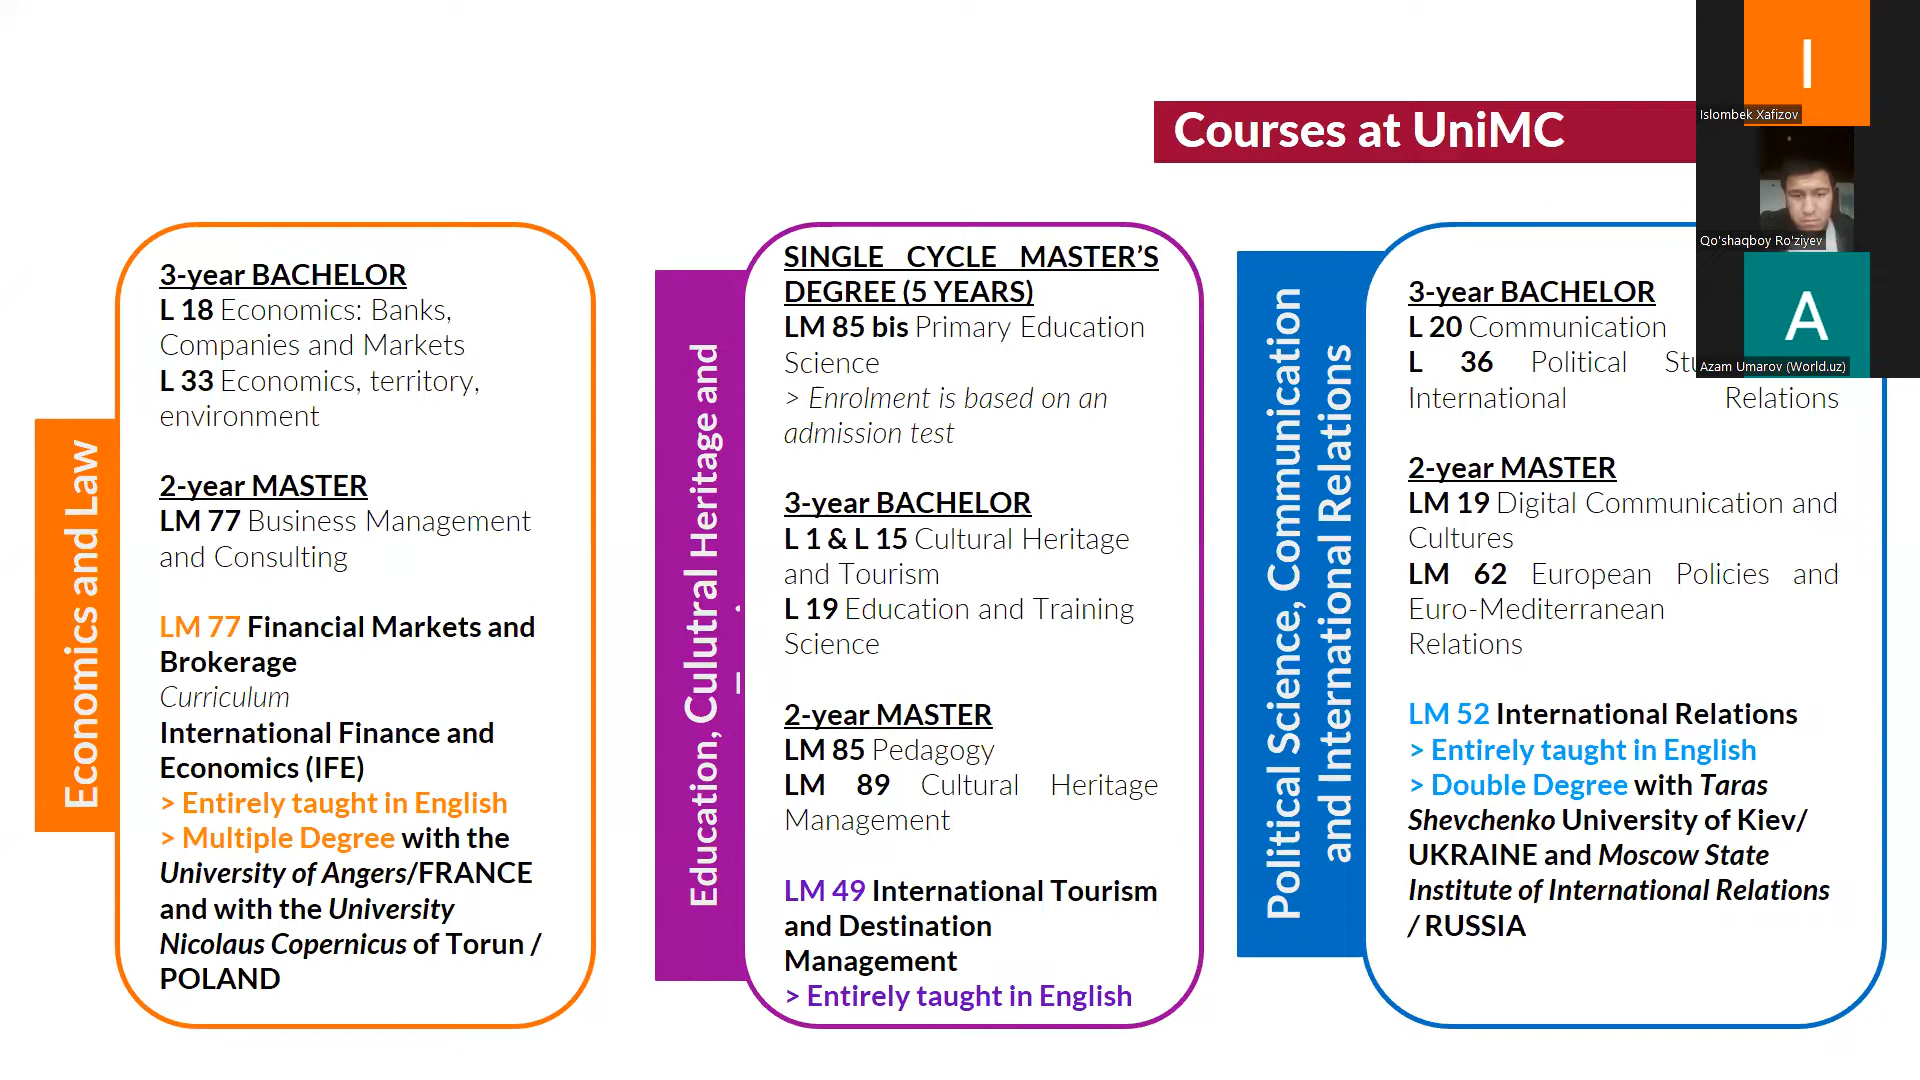 Courses at UniMC
I
Islombek Xafizov
Qo'shaqboy Ro'ziyev
A
Azam Umarov (World.uz)
Economics and Law
3-year BACHELOR
L 18 Economics: Banks,
Companies and Markets
L 33 Economics, territory,
environment
2-year MASTER
LM 77 Business Management
and Consulting
LM 77 Financial Markets and
Brokerage
Curriculum
International Finance and
Economics (IFE)
> Entirely taught in English
> Multiple Degree with the
University of Angers/FRANCE
and with the University
Nicolaus Copernicus of Torun /
POLAND
Education, Culutral Heritage and
SINGLE CYCLE MASTER’S
DEGREE (5 YEARS)
LM 85 bis Primary Education
Science
> Enrolment is based on an
admission test
3-year BACHELOR
L 1 & L 15 Cultural Heritage
and Tourism
L 19 Education and Training
Science
2-year MASTER
LM 85 Pedagogy
LM 89 Cultural Heritage
Management
LM 49 International Tourism
and Destination
Management
> Entirely taught in English
Political Science, Communication
and International Relations
3-year BACHELOR
L 20 Communication
L 36 Political
International Relations
2-year MASTER
LM 19 Digital Communication and
Cultures
LM 62 European Policies and
Euro-Mediterranean
Relations
LM 52 International Relations
> Entirely taught in English
> Double Degree with Taras
Shevchenko University of Kiev/
UKRAINE and Moscow State
Institute of International Relations
/ RUSSIA